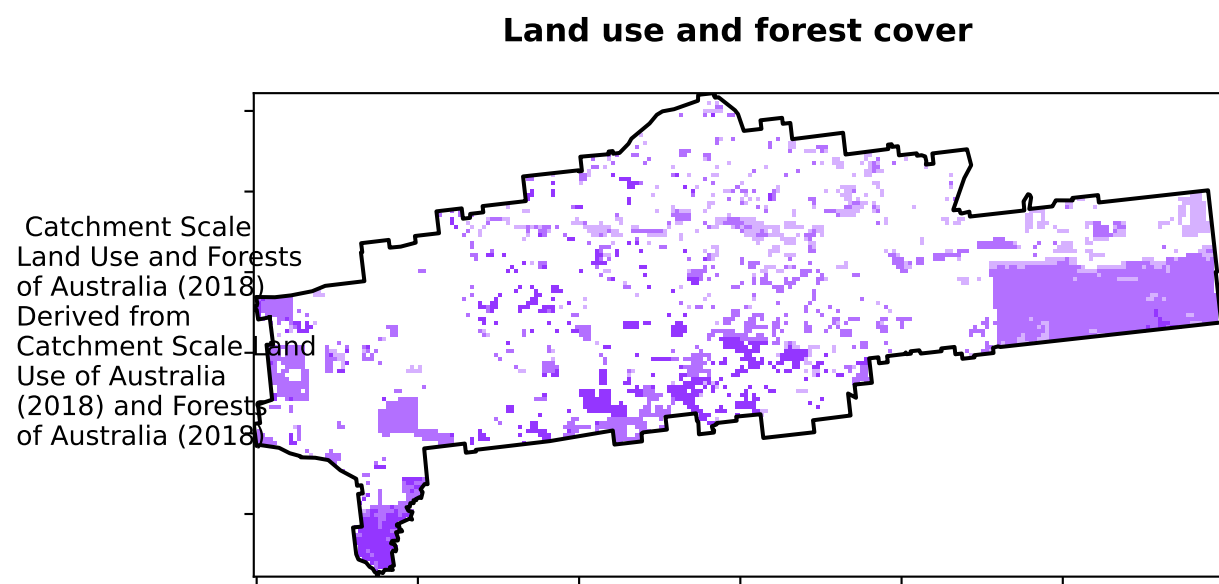 Land use and forest cover
Catchment Scale
Land Use and Forests
of Australia (2018)
Derived from
Catchment Scale Land
Use of Australia
(2018) and Forests
of Australia (2018)